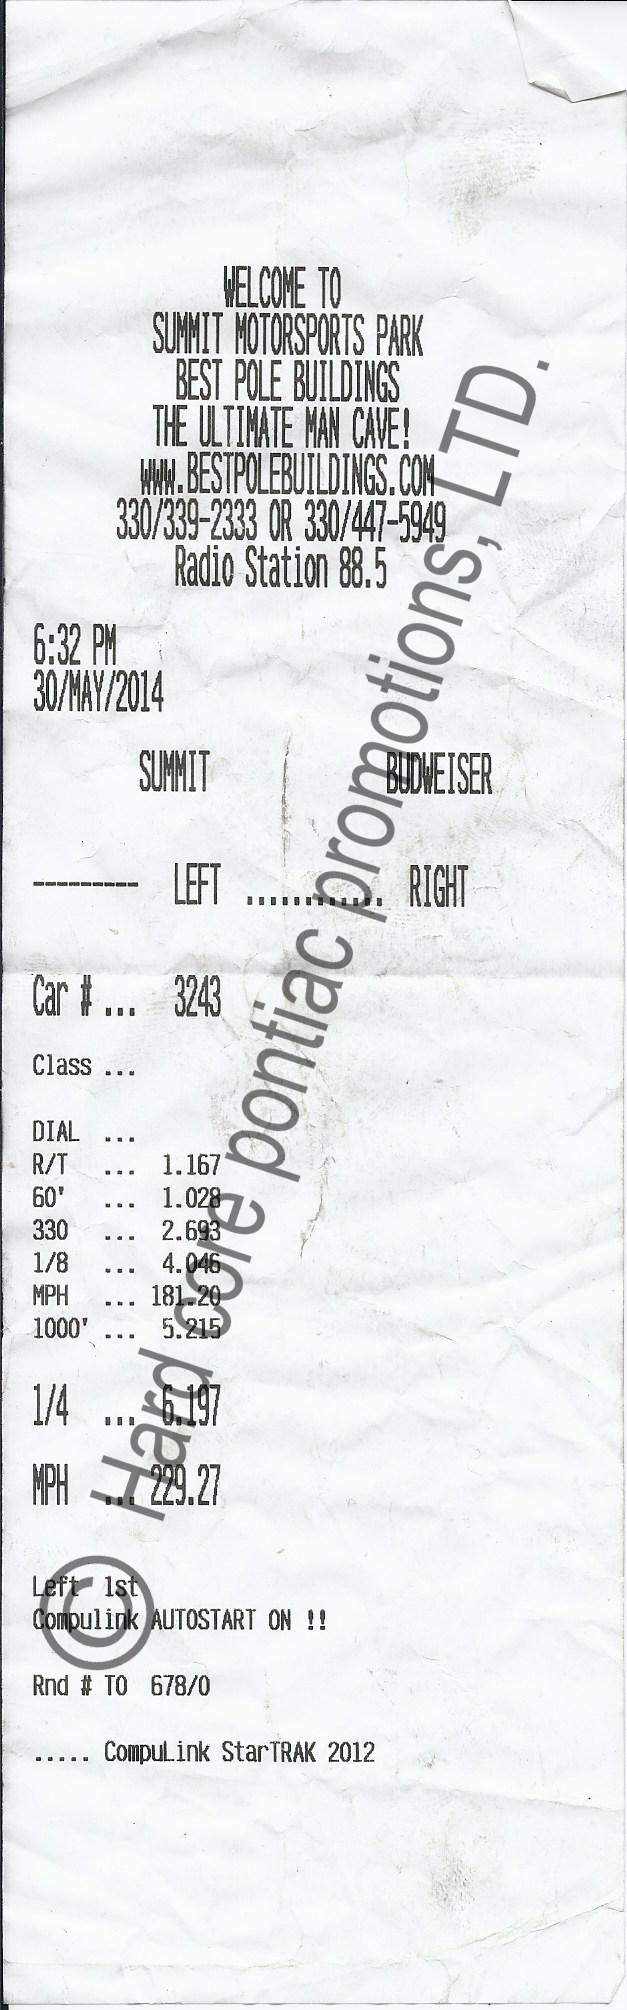 WELCOME TO
SUMMIT MOTORSPORTS PARK
BEST POLE BUILDINGS
THE ULTIMATE MAN CAVE!
WWW.BESTPOLEBUILDINGS.COM
330/339-2333 OR 330/447-5949
Radio Station 88.5
6:32 PM
30/MAY/2014
SUMMIT BUDWEISER
--------- LEFT ............ RIGHT
Car # ... 3243
Class ...
DIAL ...
R/T ... 1.167
60' ... 1.028
330 ... 2.693
1/8 ... 4.046
MPH ... 181.20
1000' ... 5.215
1/4 ... 6.197
MPH ... 229.27
Left 1st
Compulink AUTOSTART ON !!
Rnd # TO 678/0
..... CompuLink StarTRAK 2012
© Hard core pontiac promotions, LTD.